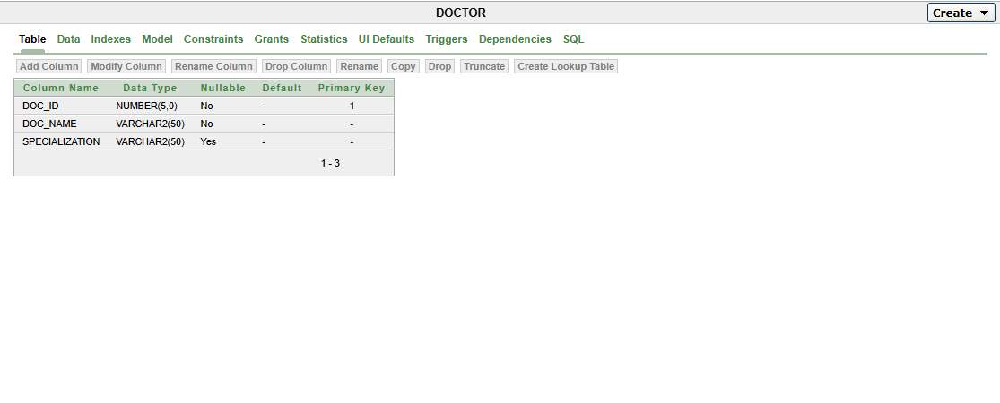 DOCTOR
Create
Table Data Indexes Model Constraints Grants Statistics UI Defaults Triggers Dependencies SQL
Add Column Modify Column Rename Column Drop Column Rename Copy Drop Truncate Create Lookup Table
Column Name Data Type Nullable Default Primary Key
DOC_ID NUMBER(5,0) No - 1
DOC_NAME VARCHAR2(50) No - -
SPECIALIZATION VARCHAR2(50) Yes - -
1 - 3